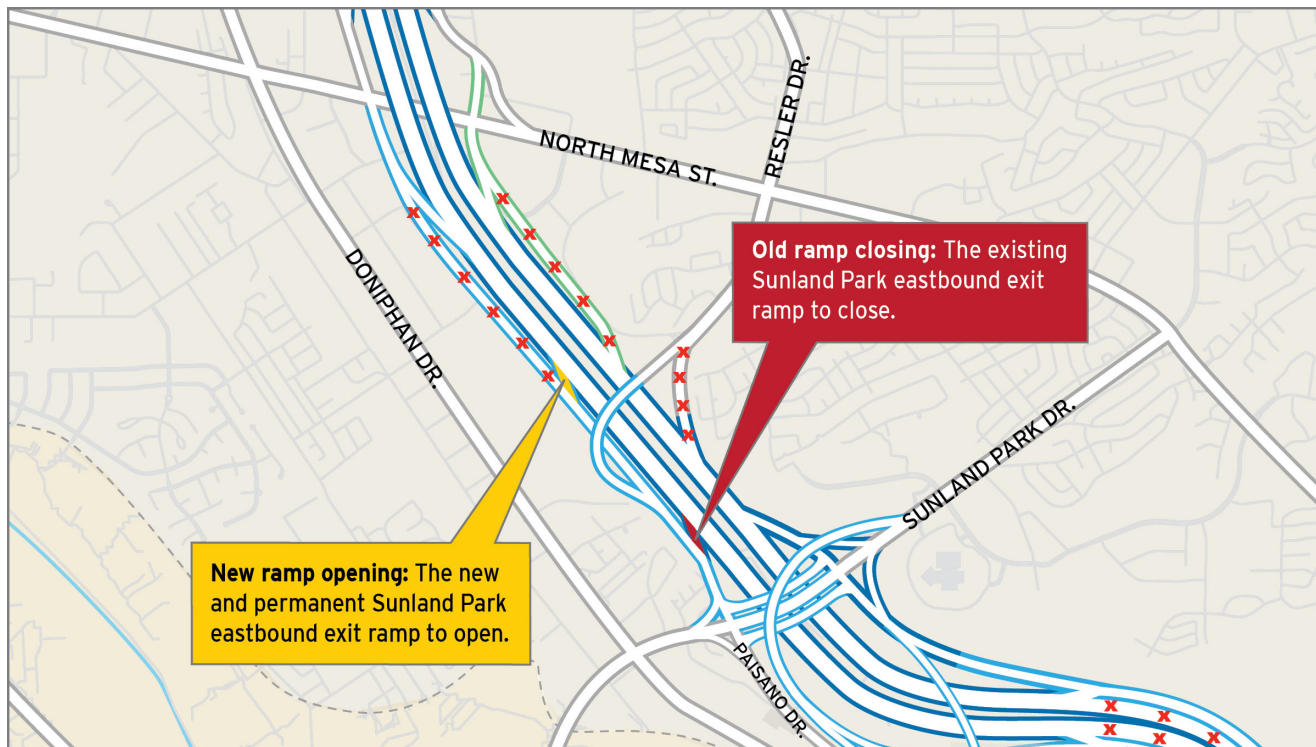 NORTH MESA ST.
RESLER DR.
DONIPHAN DR.
Old ramp closing: The existing
Sunland Park eastbound exit
ramp to close.
SUNLAND PARK DR.
New ramp opening: The new
and permanent Sunland Park
eastbound exit ramp to open.
PAISANO DR.
x x x x x x
x x x x x
x x x x
x x x
x x x